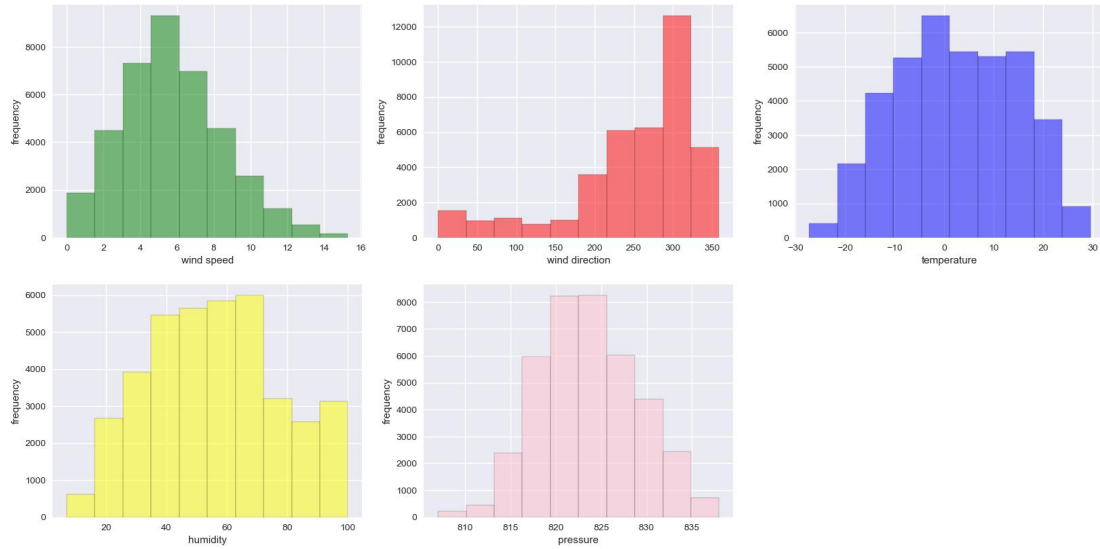 frequency
8000
6000
4000
2000
0
0 2 4 6 8 10 12 14 16
wind speed
frequency
12000
10000
8000
6000
4000
2000
0
0 50 100 150 200 250 300 350
wind direction
frequency
6000
5000
4000
3000
2000
1000
0
−30 −20 −10 0 10 20 30
temperature
frequency
6000
5000
4000
3000
2000
1000
0
20 40 60 80 100
humidity
frequency
8000
7000
6000
5000
4000
3000
2000
1000
0
810 815 820 825 830 835
pressure